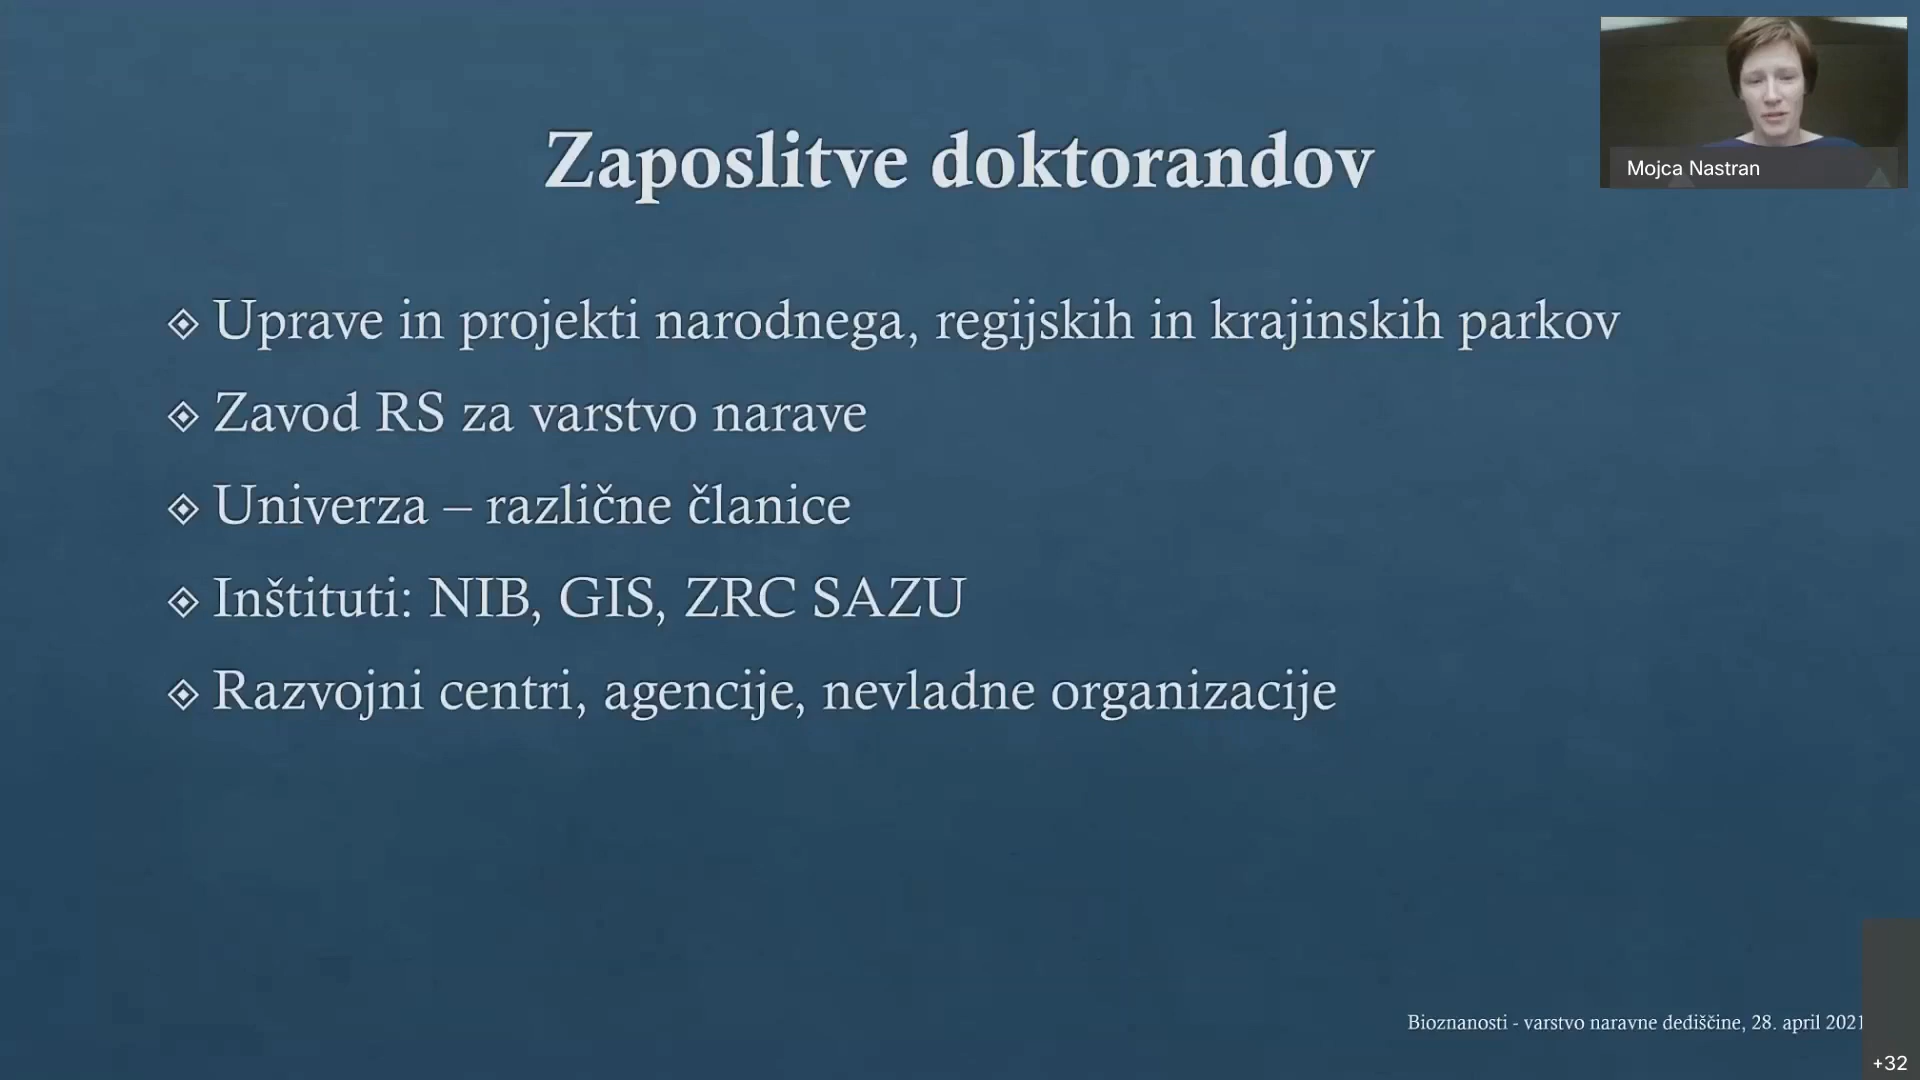 Zaposlitve doktorandov
Uprave in projekti narodnega, regijskih in krajinskih parkov
Zavod RS za varstvo narave
Univerza – različne članice
Inštituti: NIB, GIS, ZRC SAZU
Razvojni centri, agencije, nevladne organizacije
Mojca Nastran
Bioznanosti - varstvo naravne dediščine, 28. april 2021
+32